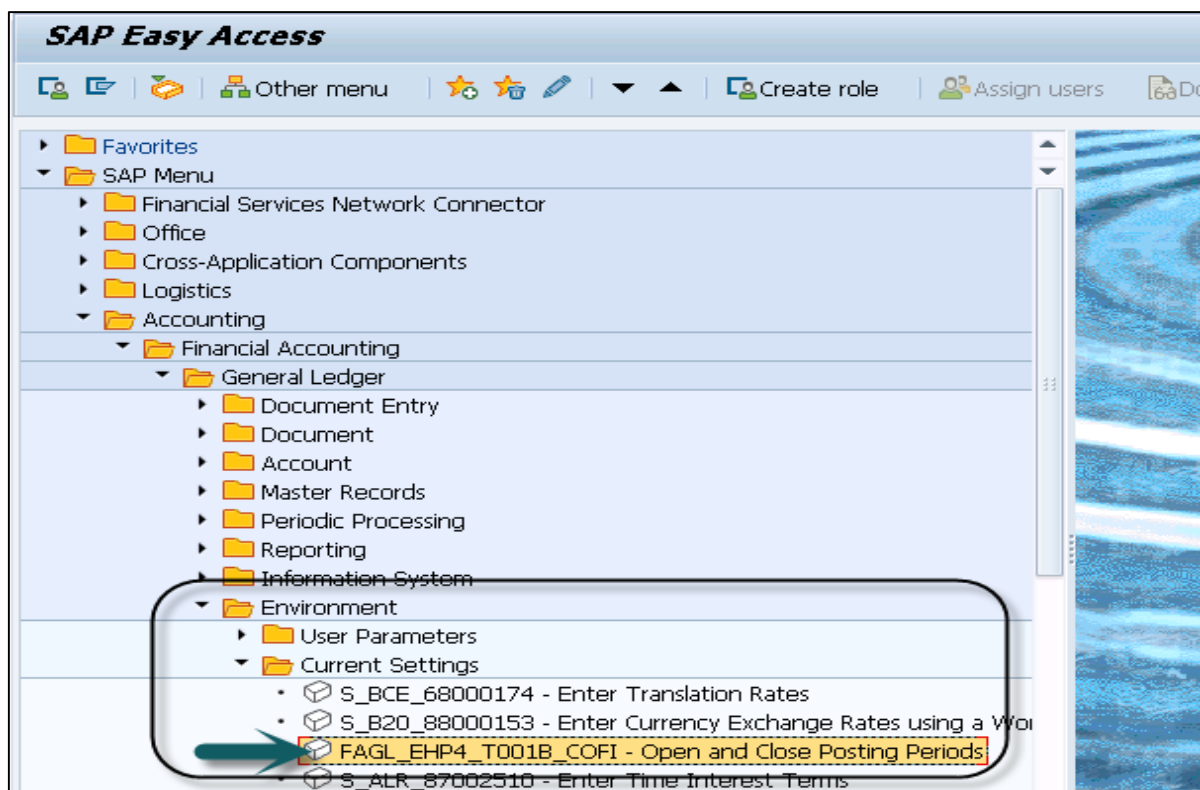 SAP Easy Access
Other menu Create role Assign users
Favorites
SAP Menu
Financial Services Network Connector
Office
Cross-Application Components
Logistics
Accounting
Financial Accounting
General Ledger
Document Entry
Document
Account
Master Records
Periodic Processing
Reporting
Information System
Environment
User Parameters
Current Settings
S_BCE_68000174 - Enter Translation Rates
S_B20_88000153 - Enter Currency Exchange Rates using a
FAGL_EHP4_T001B_COFI - Open and Close Posting Periods
S_ALR_87002510 - Enter Time Interest Terms